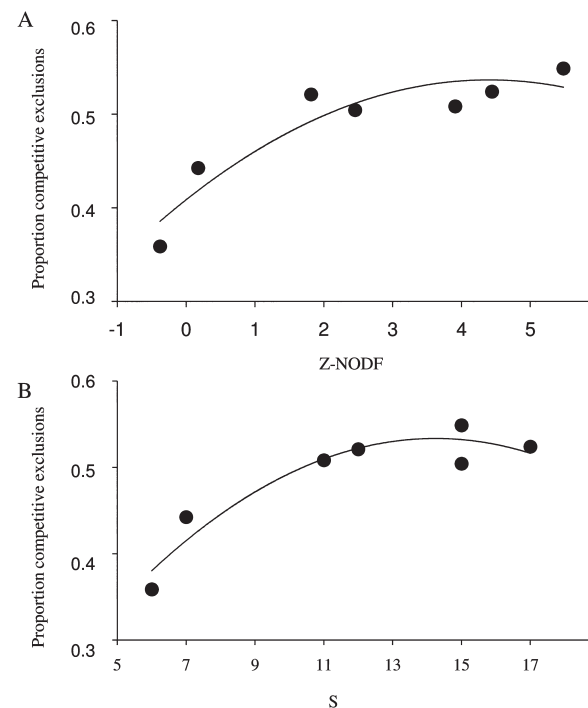 A
Proportion competitive exclusions
0.6
0.5
0.4
0.3
-1 0 1 2 3 4 5
Z-NODF
B
Proportion competitive exclusions
0.6
0.5
0.4
0.3
5 7 9 11 13 15 17
S